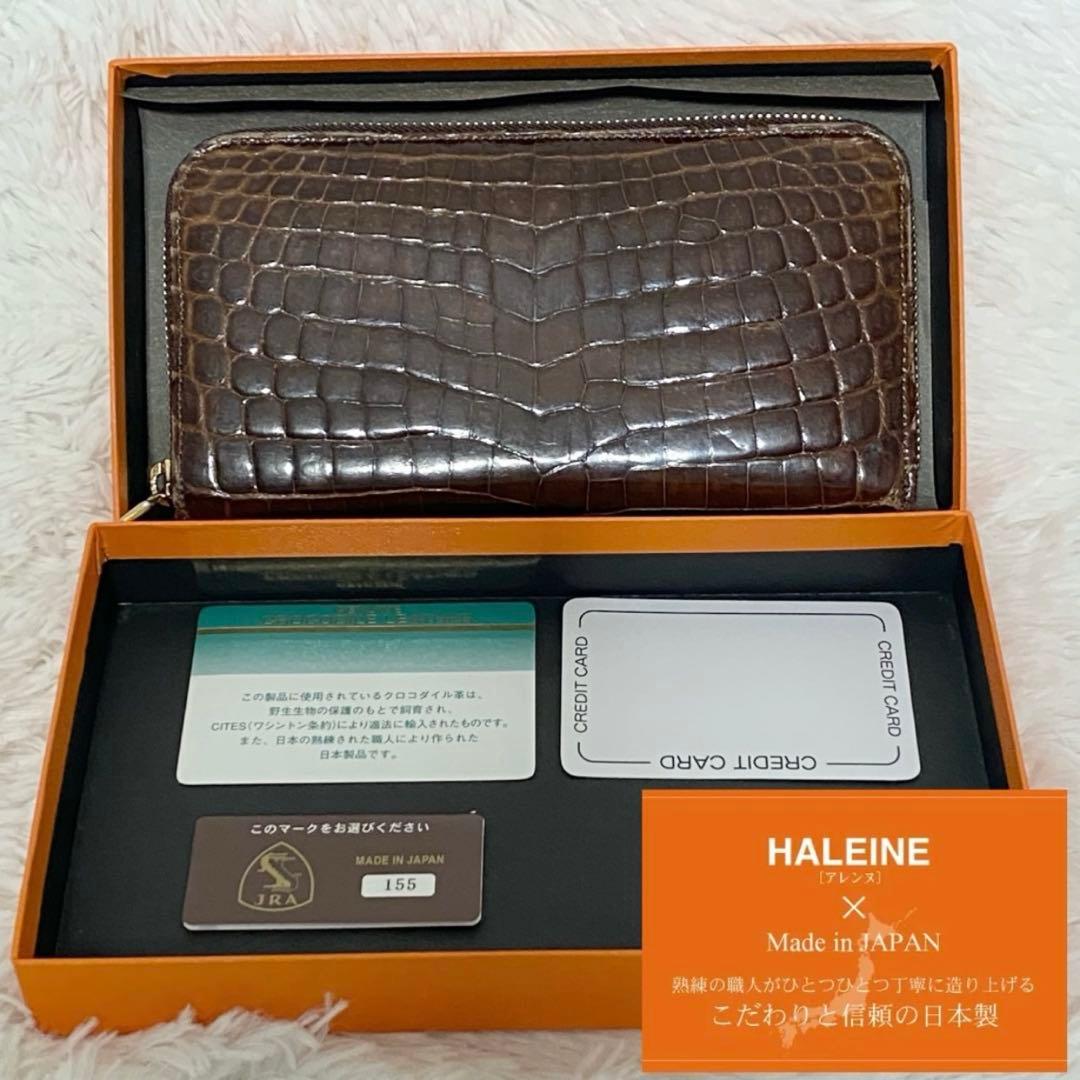 この製品に使用されているクロコダイル革は、
野生生物の保護のもとで飼育され、
CITES(ワシントン条約)により適法に輸入されたものです。
また、日本の熟練された職人により作られた
日本製品です。
CREDIT CARD
CREDIT CARD
CREDIT CARD
このマークをお選びください
MADE IN JAPAN
155
JRA
HALEINE
[アレンヌ]
×
Made in JAPAN
熟練の職人がひとつひとつ丁寧に造り上げる
こだわりと信頼の日本製